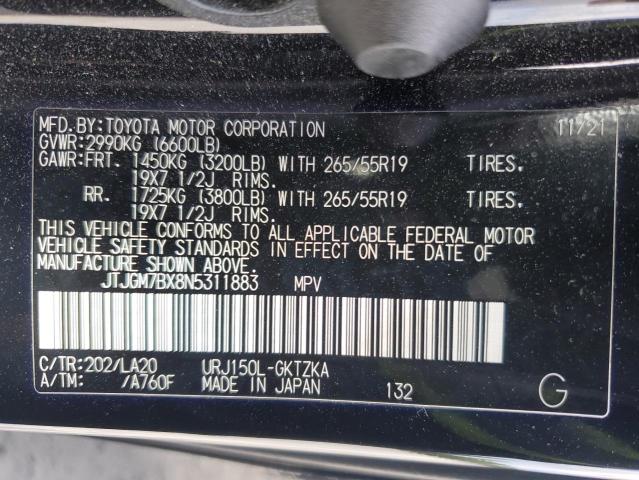 MFD.BY:TOYOTA MOTOR CORPORATION 11/21
GVWR:2990KG (6600LB)
GAWR:FRT. 1450KG (3200LB) WITH 265/55R19 TIRES.
19X7 1/2J RIMS.
RR. 1725KG (3800LB) WITH 265/55R19 TIRES.
19X7 1/2J RIMS.
THIS VEHICLE CONFORMS TO ALL APPLICABLE FEDERAL MOTOR
VEHICLE SAFETY STANDARDS IN EFFECT ON THE DATE OF
MANUFACTURE SHOWN ABOVE.
JTJGM7BX8N5311883 MPV
C/TR:202/LA20 URJ150L-GKTZKA
A/TM: /A760F MADE IN JAPAN 132 G